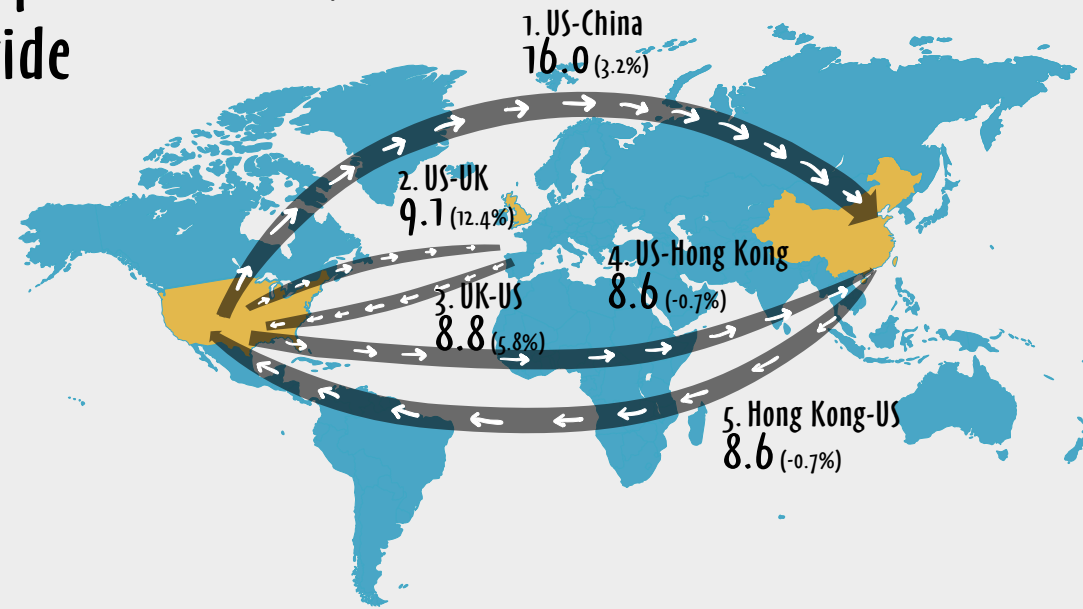 1. US-China
16.0 (3.2%)
2. US-UK
9.1 (12.4%)
4. US-Hong Kong
8.6 (-0.7%)
3. UK-US
8.8 (5.8%)
5. Hong Kong-US
8.6 (-0.7%)